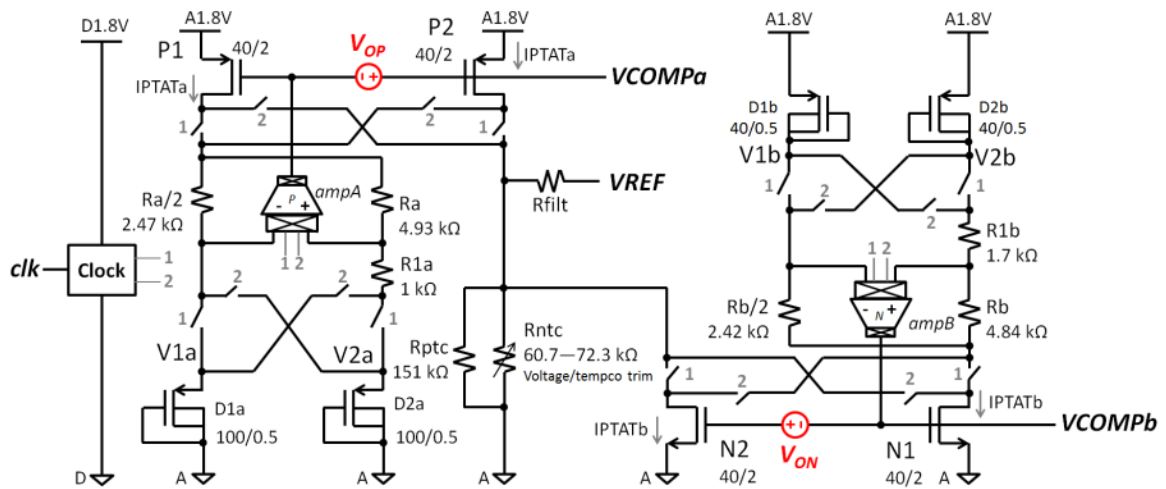 D1.8V
A1.8V
A1.8V
A1.8V
A1.8V
P1
40/2
VOP
- +
P2
40/2
IPTATa
IPTATa
VCOMPa
1
2
2
1
D1b
40/0.5
D2b
40/0.5
V1b
V2b
1
2
2
1
Ra/2
2.47 kΩ
P
ampA
- +
1 2
Ra
4.93 kΩ
VREF
Rfilt
R1b
1.7 kΩ
clk
Clock
1
2
R1a
1 kΩ
1
2
2
1
1 2
- +
N
ampB
Rb/2
2.42 kΩ
Rb
4.84 kΩ
V1a
V2a
Rptc
151 kΩ
Rntc
60.7—72.3 kΩ
Voltage/tempco trim
1
2
2
1
D1a
100/0.5
D2a
100/0.5
IPTATb
N2
40/2
+ -
VON
N1
40/2
IPTATb
VCOMPb
D
A
A
A
A
A